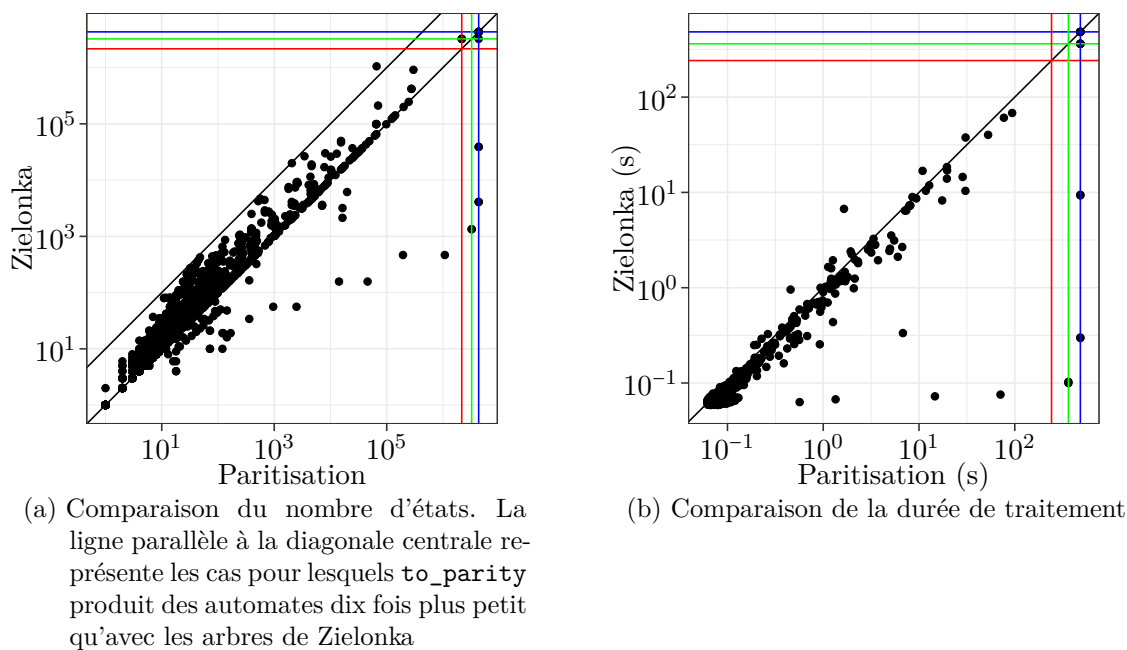 10^5
10^3
10^1
Zielonka
10^1 10^3 10^5
Paritisation
10^2
10^1
10^0
10^−1
Zielonka (s)
10^−1 10^0 10^1 10^2
Paritisation (s)
(a) Comparaison du nombre d'états. La
ligne parallèle à la diagonale centrale re-
présente les cas pour lesquels to_parity
produit des automates dix fois plus petit
qu'avec les arbres de Zielonka
(b) Comparaison de la durée de traitement